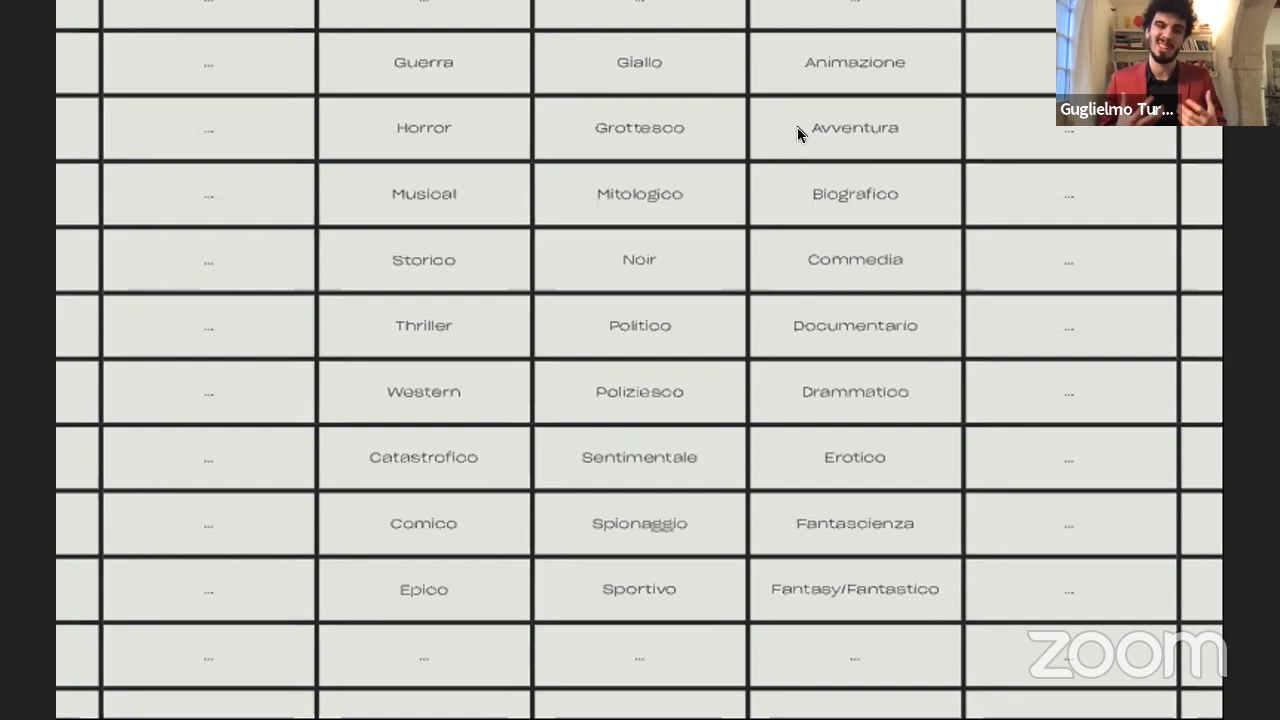 ... ... ... ...
... Guerra Giallo Animazione
Guglielmo Tur...
... Horror Grottesco Avventura ...
... Musical Mitologico Biografico ...
... Storico Noir Commedia ...
... Thriller Politico Documentario ...
... Western Poliziesco Drammatico ...
... Catastrofico Sentimentale Erotico ...
... Comico Spionaggio Fantascienza ...
... Epico Sportivo Fantasy/Fantastico ...
... ... ... ... ...
zoom